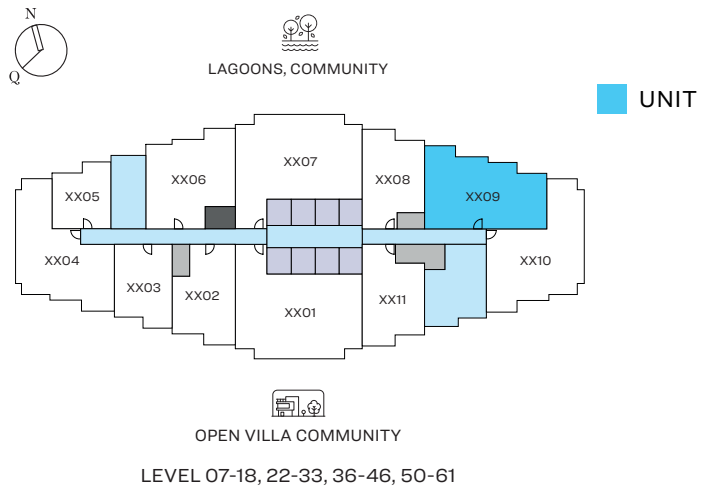 N
Q
LAGOONS, COMMUNITY
UNIT
XX07
XX06
XX08
XX05
XX09
XX04
XX10
XX03
XX02
XX01
XX11
OPEN VILLA COMMUNITY
LEVEL 07-18, 22-33, 36-46, 50-61